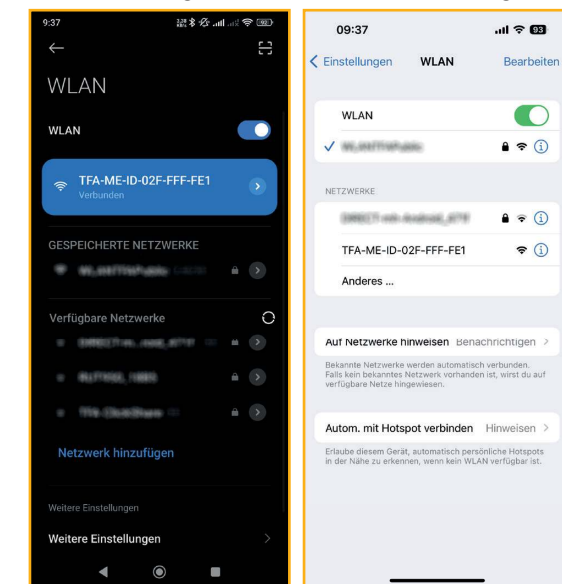 9:37
92
WLAN
WLAN
TFA-ME-ID-02F-FFF-FE1
Verbunden
GESPEICHERTE NETZWERKE
Verfügbare Netzwerke
Netzwerk hinzufügen
Weitere Einstellungen
Weitere Einstellungen
09:37
93
Einstellungen WLAN Bearbeiten
WLAN
NETZWERKE
TFA-ME-ID-02F-FFF-FE1
Anderes ...
Auf Netzwerke hinweisen Benachrichtigen
Bekannte Netzwerke werden automatisch verbunden.
Falls kein bekanntes Netzwerk vorhanden ist, wirst du auf
verfügbare Netze hingewiesen.
Autom. mit Hotspot verbinden Hinweisen
Erlaube diesem Gerät, automatisch persönliche Hotspots
in der Nähe zu erkennen, wenn kein WLAN verfügbar ist.